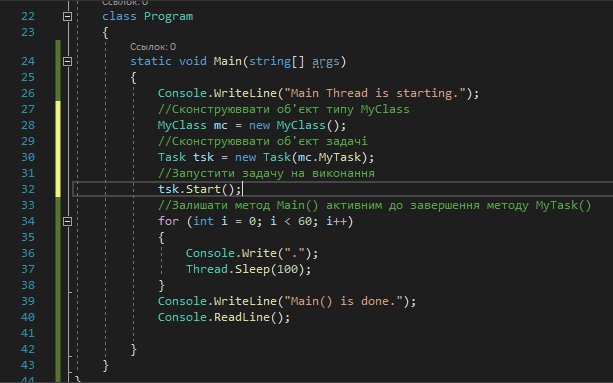 Ссылок: 0
22 class Program
23 {
Ссылок: 0
24 static void Main(string[] args)
25 {
26 Console.WriteLine("Main Thread is starting.");
27 //Сконструювати об'єкт типу MyClass
28 MyClass mc = new MyClass();
29 //Сконструювати об'єкт задачі
30 Task tsk = new Task(mc.MyTask);
31 //Запустити задачу на виконання
32 tsk.Start();
33 //Залишати метод Main() активним до завершення методу MyTask()
34 for (int i = 0; i < 60; i++)
35 {
36 Console.Write(".");
37 Thread.Sleep(100);
38 }
39 Console.WriteLine("Main() is done.");
40 Console.ReadLine();
41
42 }
43 }
44 }